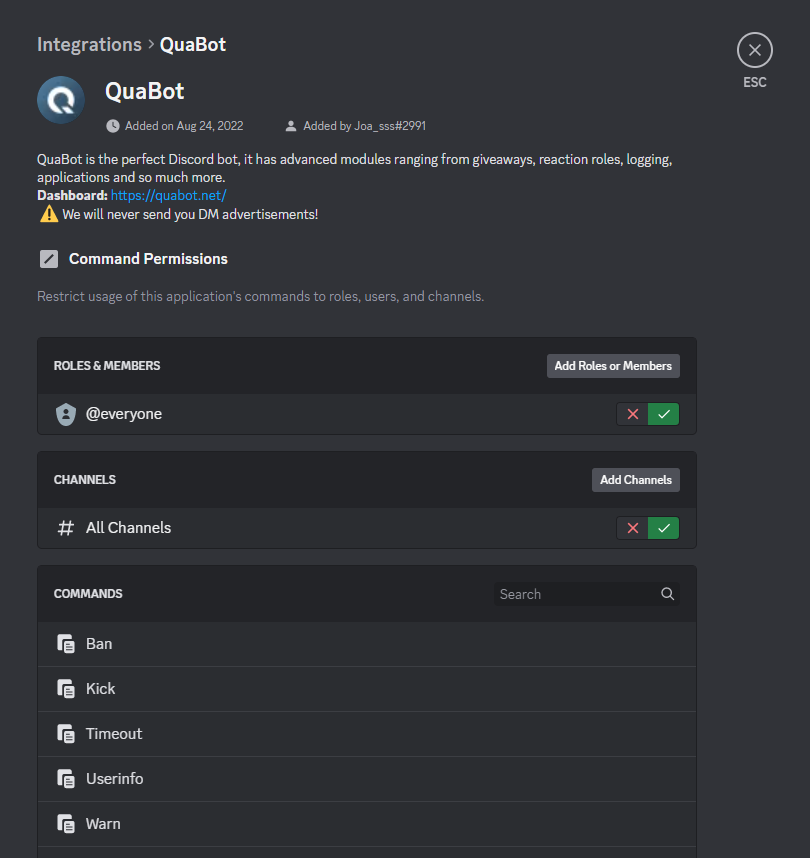 Integrations > QuaBot
ESC
QuaBot
Added on Aug 24, 2022 Added by Joa_sss#2991
QuaBot is the perfect Discord bot, it has advanced modules ranging from giveaways, reaction roles, logging,
applications and so much more.
Dashboard: https://quabot.net/
⚠️ We will never send you DM advertisements!
Command Permissions
Restrict usage of this application's commands to roles, users, and channels.
ROLES & MEMBERS Add Roles or Members
@everyone
CHANNELS Add Channels
# All Channels
COMMANDS Search
Ban
Kick
Timeout
Userinfo
Warn